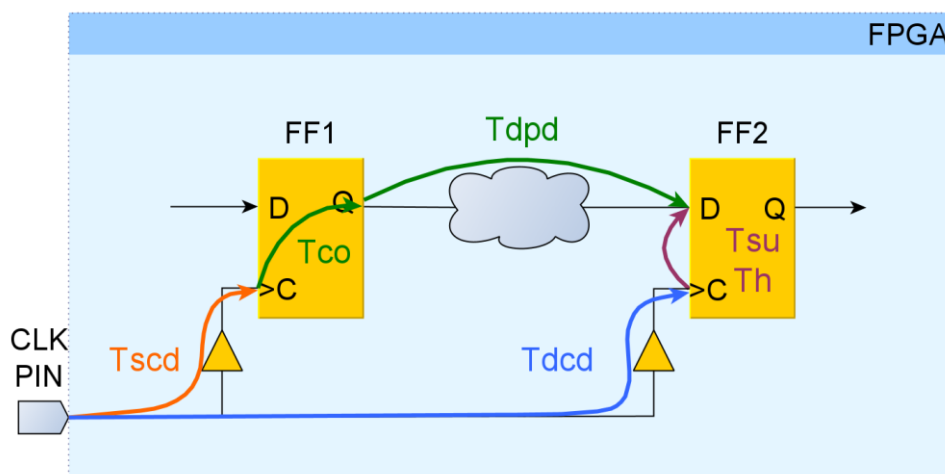 FPGA
FF1
Tdpd
FF2
D
Q
D
Q
Tco
Tsu
>C
Th
>C
CLK
PIN
Tscd
Tdcd